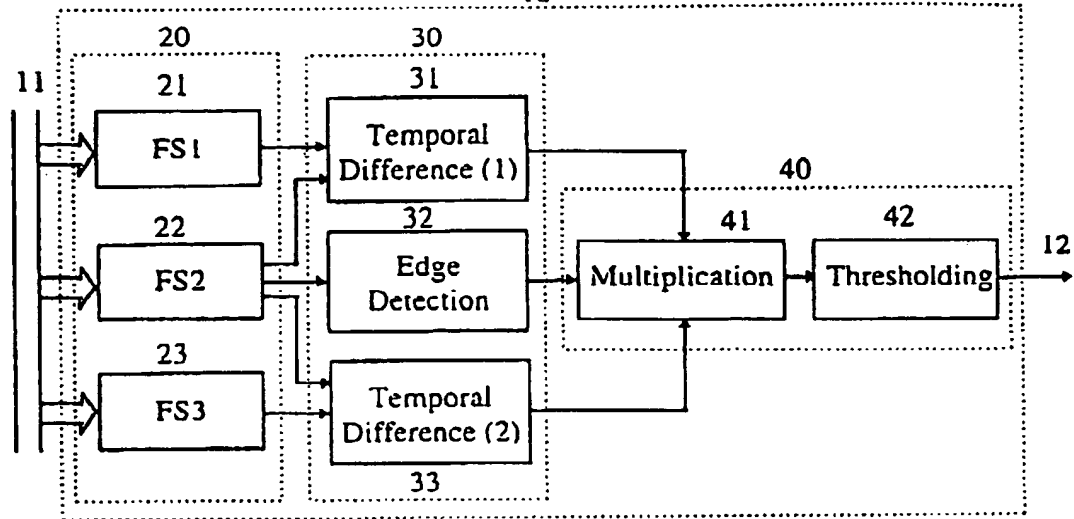 20
30
11
21
31
FS1
Temporal
Difference (1)
40
22
32
41
42
12
FS2
Edge
Detection
Multiplication
Thresholding
23
FS3
Temporal
Difference (2)
33